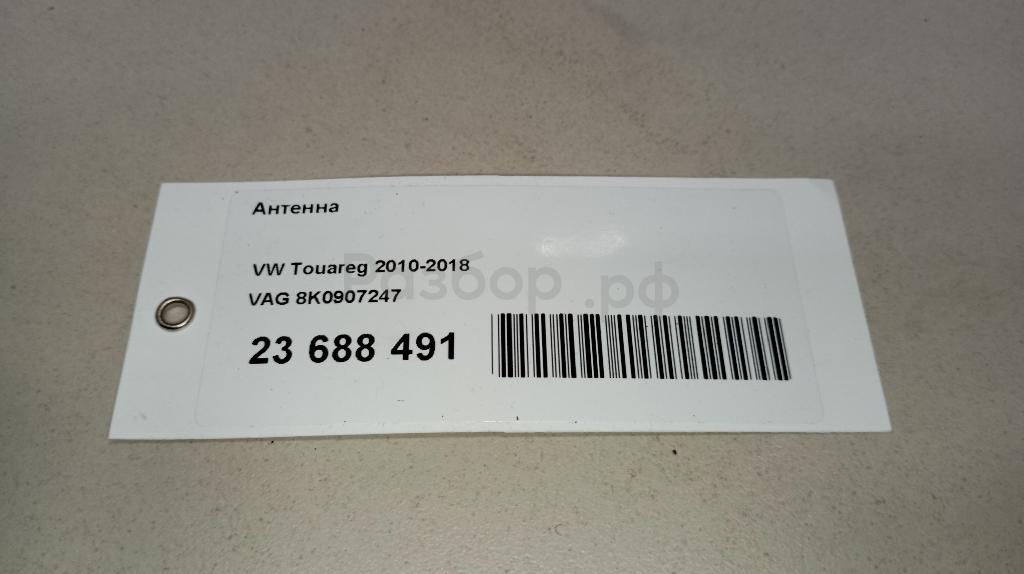 Антенна
VW Touareg 2010-2018
VAG 8K0907247
23 688 491
Разбор.рф